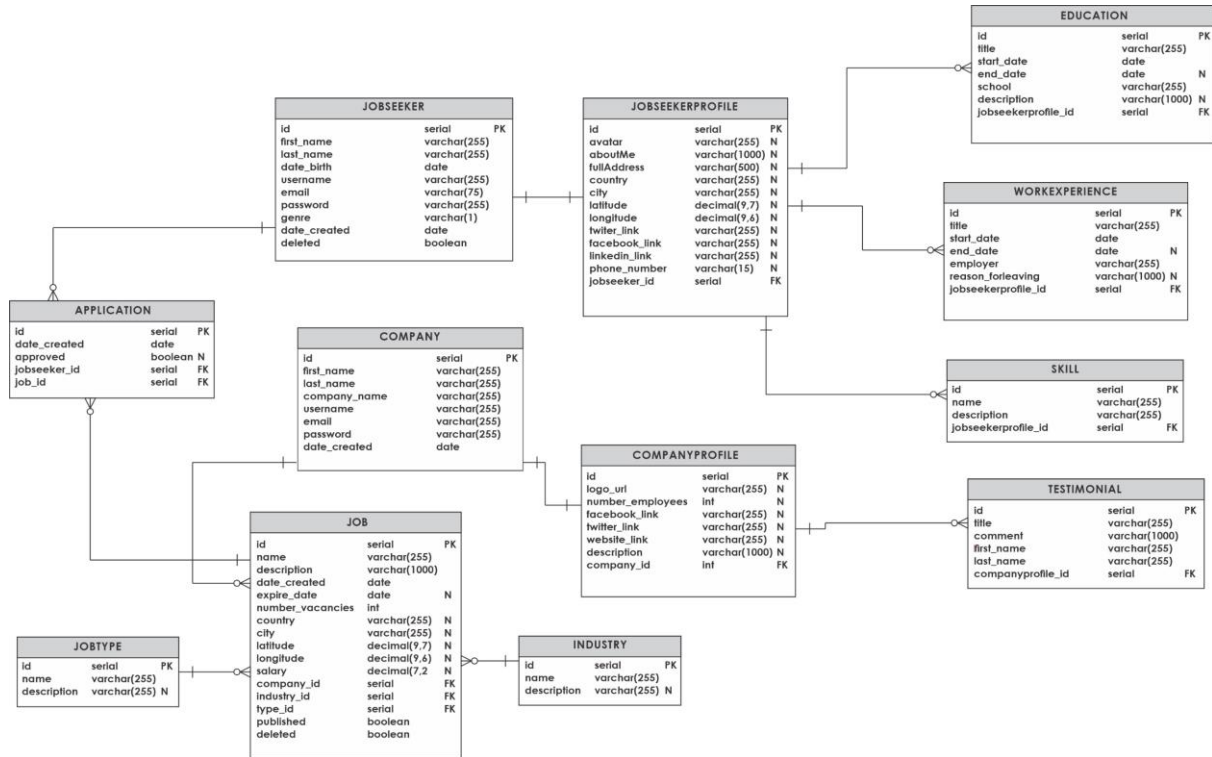 EDUCATION
id serial PK
title varchar(255)
start_date date
end_date date N
school varchar(255)
description varchar(1000) N
jobseekerprofile_id serial FK
JOBSEEKER
id serial PK
first_name varchar(255)
last_name varchar(255)
date_birth date
username varchar(255)
email varchar(75)
password varchar(255)
genre varchar(1)
date_created date
deleted boolean
JOBSEEKERPROFILE
id serial PK
avatar varchar(255) N
aboutMe varchar(1000) N
fullAddress varchar(500) N
country varchar(255) N
city varchar(255) N
latitude decimal(9,7) N
longitude decimal(9,6) N
twiter_link varchar(255) N
facebook_link varchar(255) N
linkedin_link varchar(255) N
phone_number varchar(15) N
jobseeker_id serial FK
WORKEXPERIENCE
id serial PK
title varchar(255)
start_date date
end_date date N
employer varchar(255)
reason_forleaving varchar(1000) N
jobseekerprofile_id serial FK
APPLICATION
id serial PK
date_created date
approved boolean N
jobseeker_id serial FK
job_id serial FK
COMPANY
id serial PK
first_name varchar(255)
last_name varchar(255)
company_name varchar(255)
username varchar(255)
email varchar(255)
password varchar(255)
date_created date
SKILL
id serial PK
name varchar(255)
description varchar(255)
jobseekerprofile_id serial FK
COMPANYPROFILE
id serial PK
logo_url varchar(255) N
number_employees int N
facebook_link varchar(255) N
twitter_link varchar(255) N
website_link varchar(255) N
description varchar(1000) N
company_id int FK
TESTIMONIAL
id serial PK
title varchar(255)
comment varchar(1000)
first_name varchar(255)
last_name varchar(255)
companyprofile_id serial FK
JOB
id serial PK
name varchar(255)
description varchar(1000)
date_created date
expire_date date N
number_vacancies int
country varchar(255) N
city varchar(255) N
latitude decimal(9,7) N
longitude decimal(9,6) N
salary decimal(7,2 N
company_id serial FK
industry_id serial FK
type_id serial FK
published boolean
deleted boolean
JOBTYPE
id serial PK
name varchar(255)
description varchar(255) N
INDUSTRY
id serial PK
name varchar(255)
description varchar(255) N